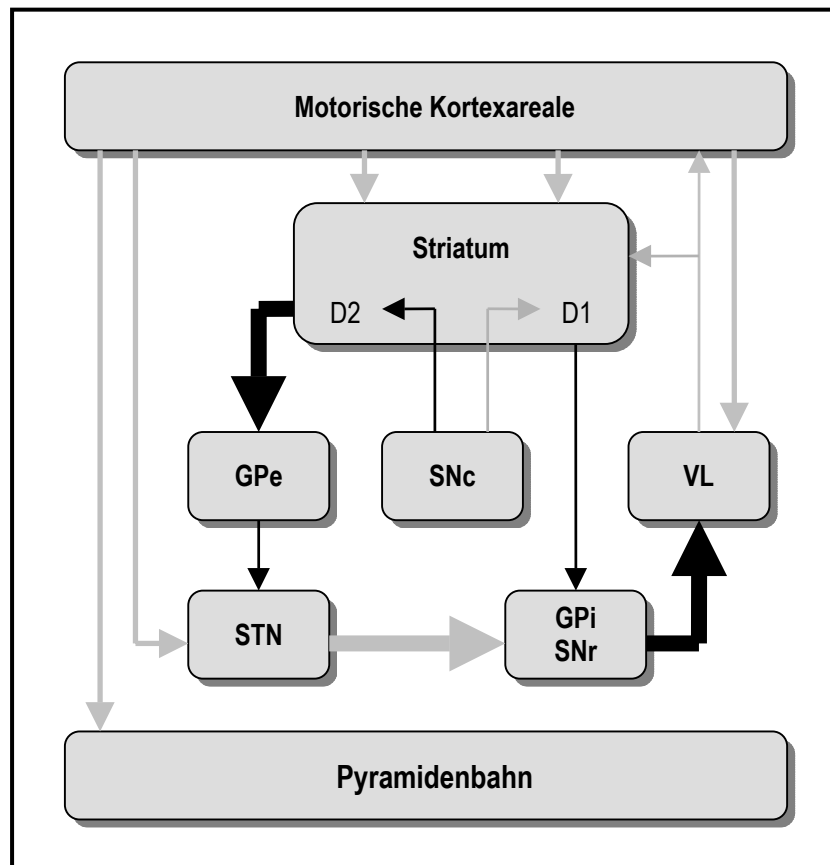 Motorische Kortexareale
Striatum
D2
D1
GPe
SNc
VL
STN
GPi
SNr
Pyramidenbahn